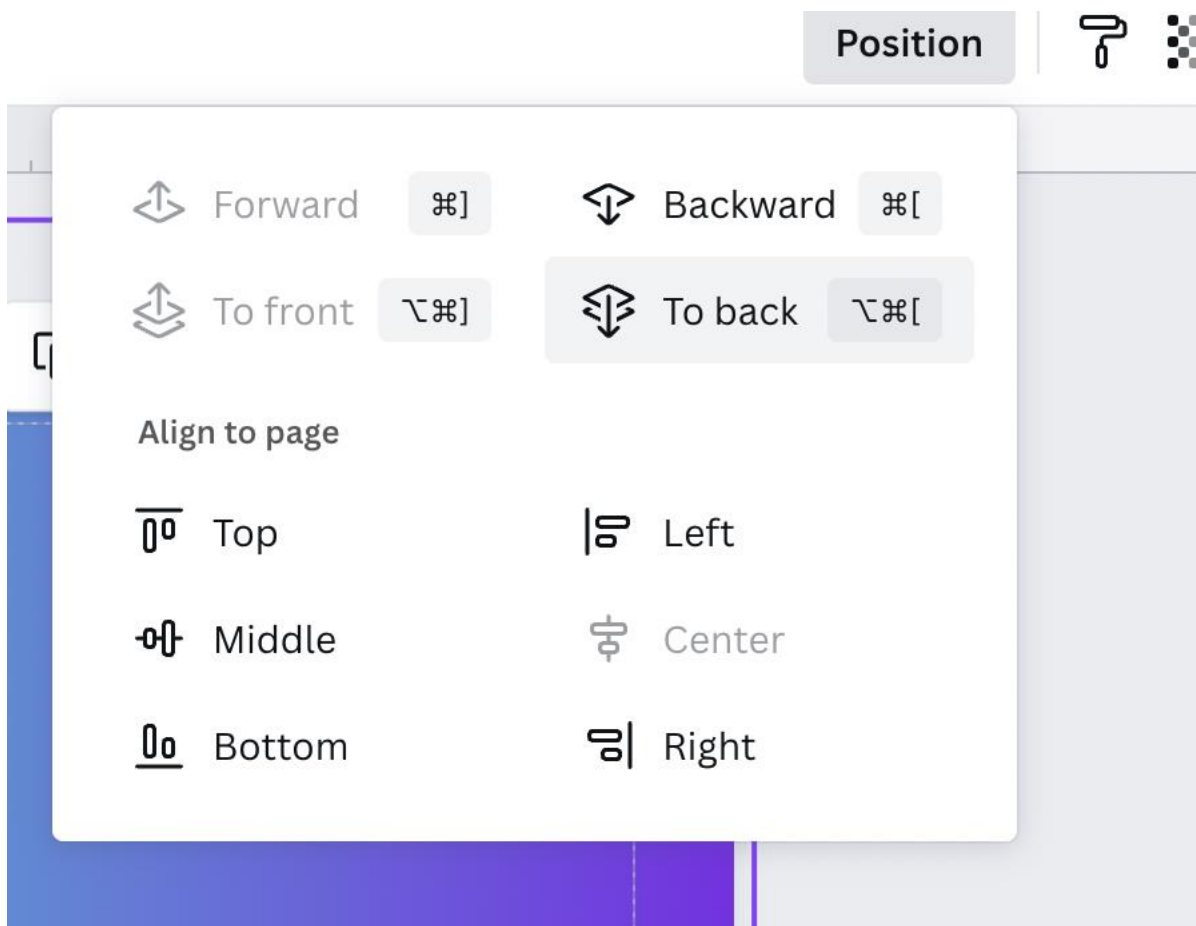 Position
Forward ⌘] Backward ⌘[
To front ⌥⌘] To back ⌥⌘[
Align to page
Top Left
Middle Center
Bottom Right